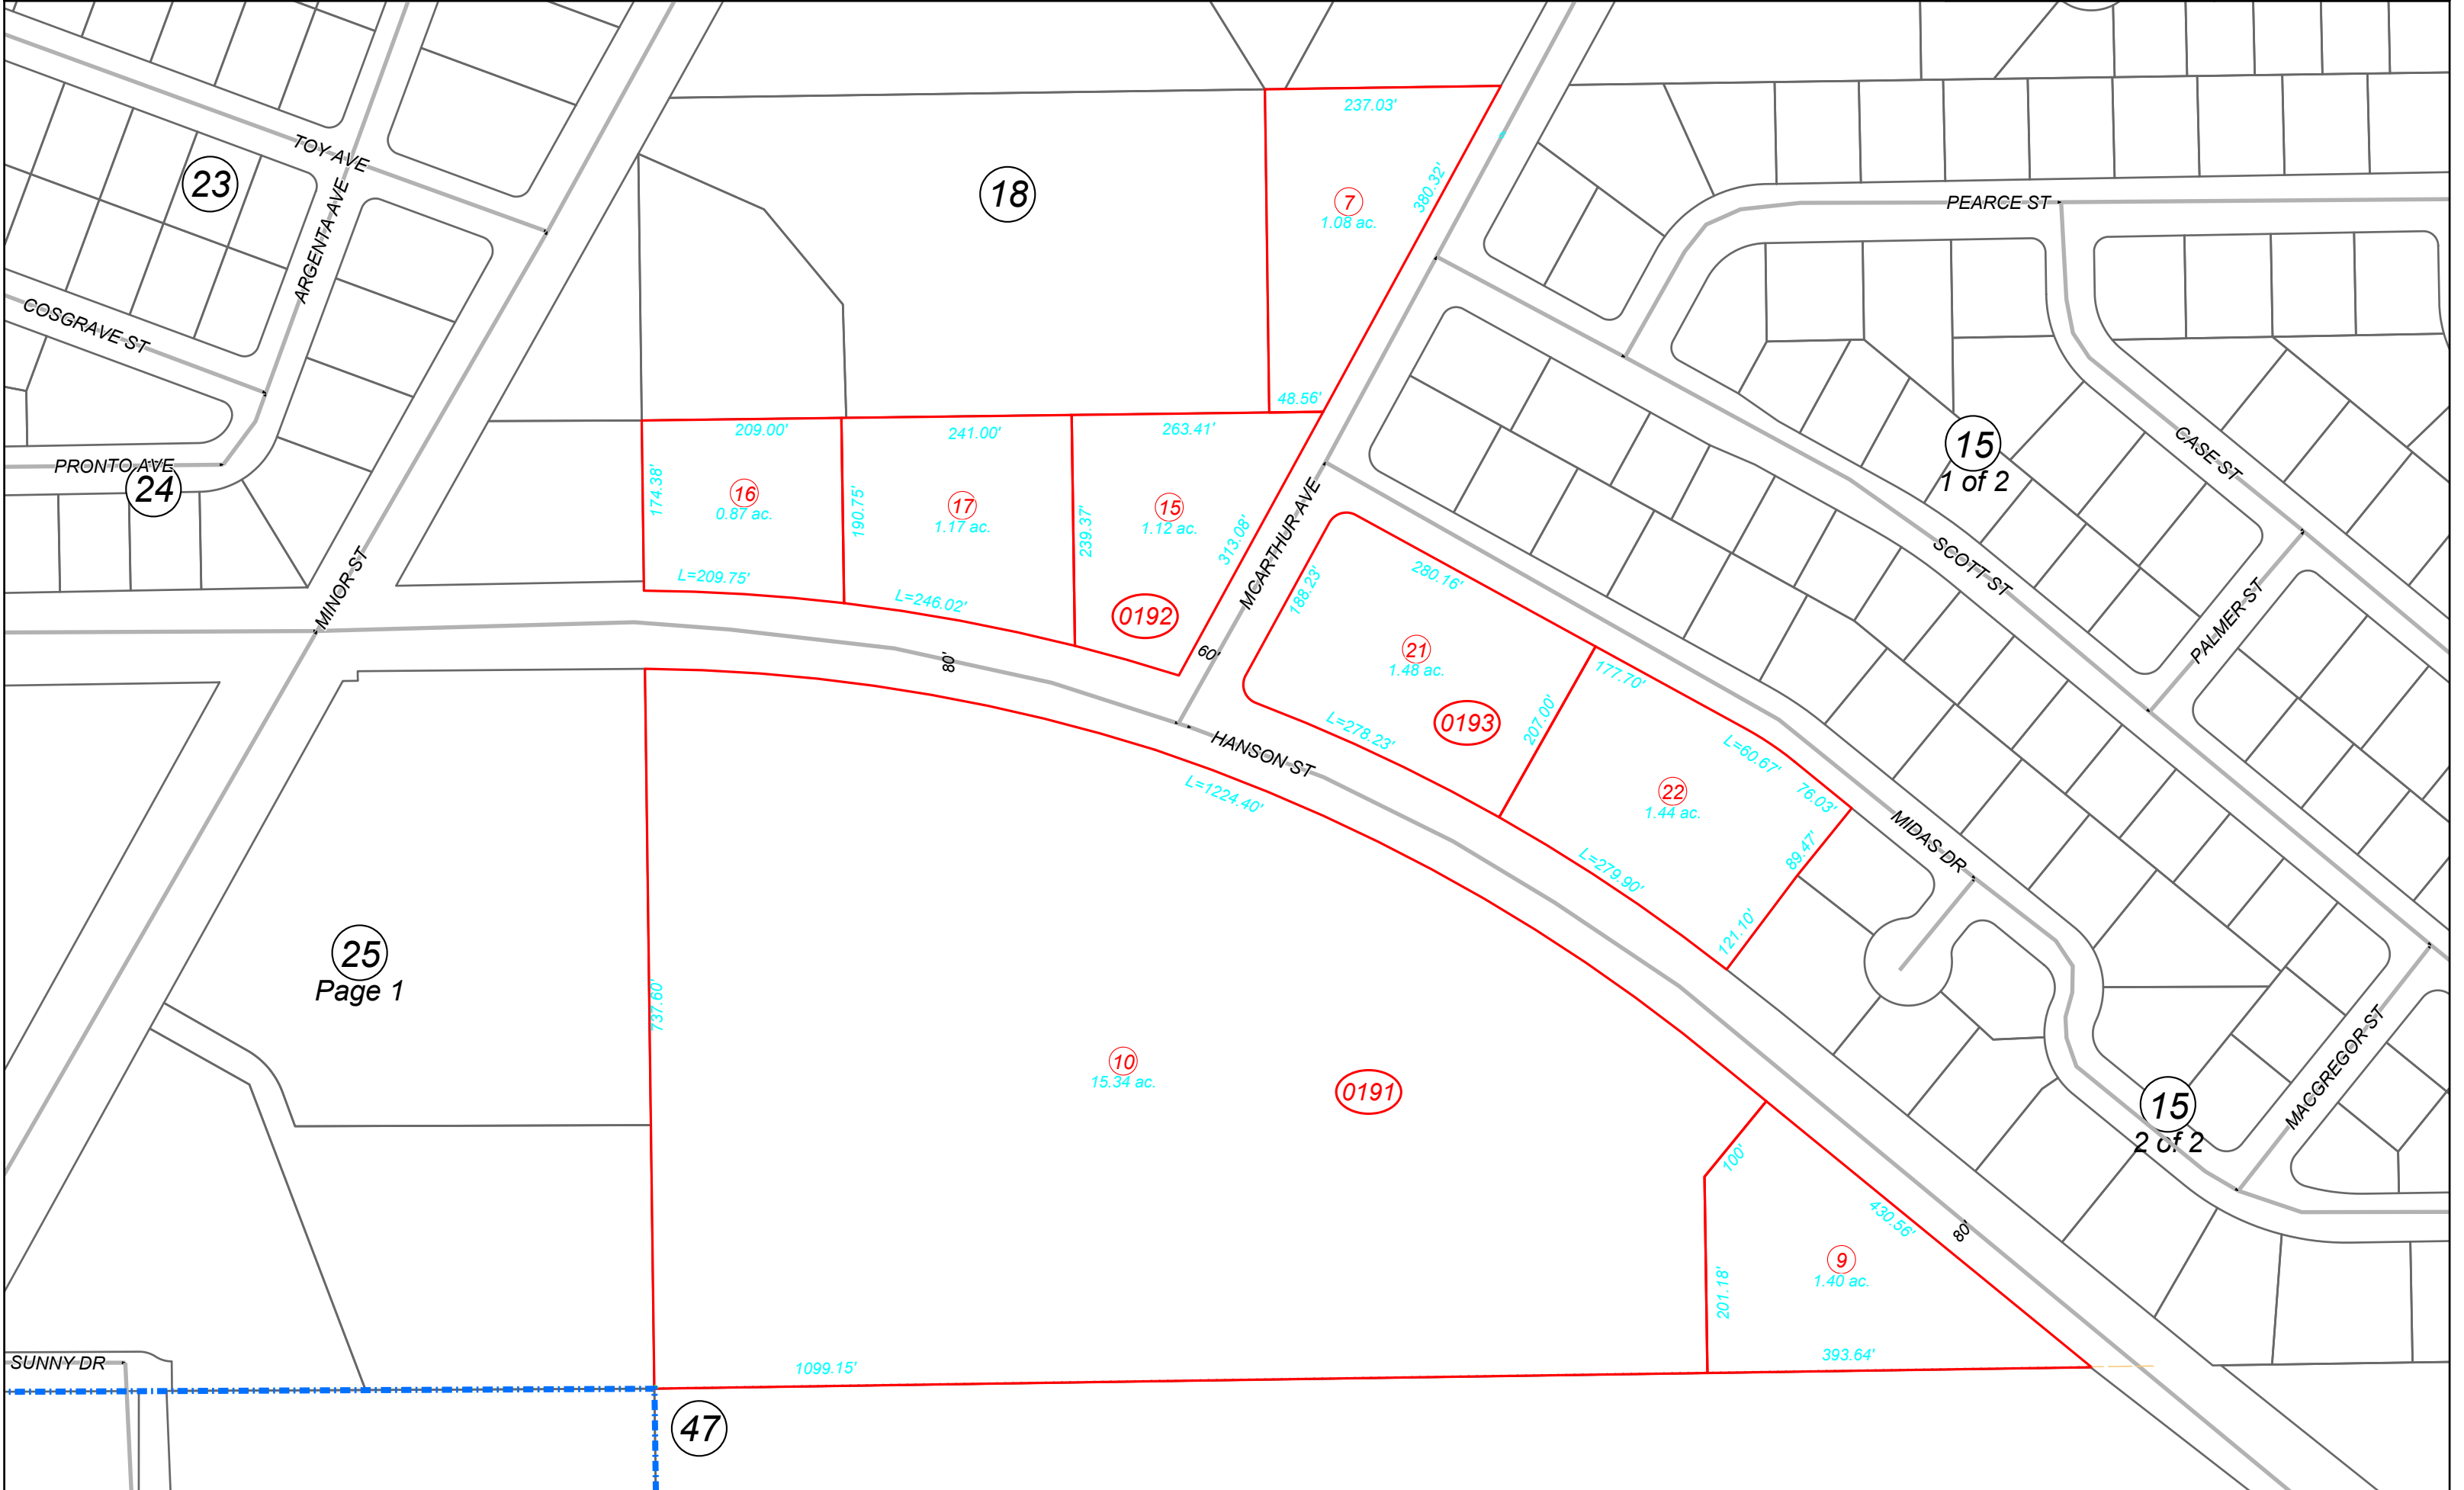 237.03'
TOY AVE
23
18
380.32'
7
1.08 ac.
PEARCE ST
ARGENTA AVE
COSGRAVE ST
48.56'
209.00'
241.00'
263.41'
PRONTO AVE
24
174.38'
16
0.87 ac.
190.75'
17
1.17 ac.
239.37'
15
1.12 ac.
313.08'
MCARTHUR AVE
15
1 of 2
CASE ST
SCOTT ST
PALMER ST
MINOR ST
L=209.75'
L=246.02'
0192
188.23'
280.16'
60'
80'
21
1.48 ac.
177.70'
0193
207.00'
L=278.23'
HANSON ST
L=1224.40'
L=60.67'
22
1.44 ac.
76.03'
89.47'
MIDAS DR
L=279.90'
121.10'
25
Page 1
737.60'
10
15.34 ac.
0191
MACGREGOR ST
15
2 of 2
100'
430.56'
80'
9
1.40 ac.
201.18'
393.64'
1099.15'
SUNNY DR
47